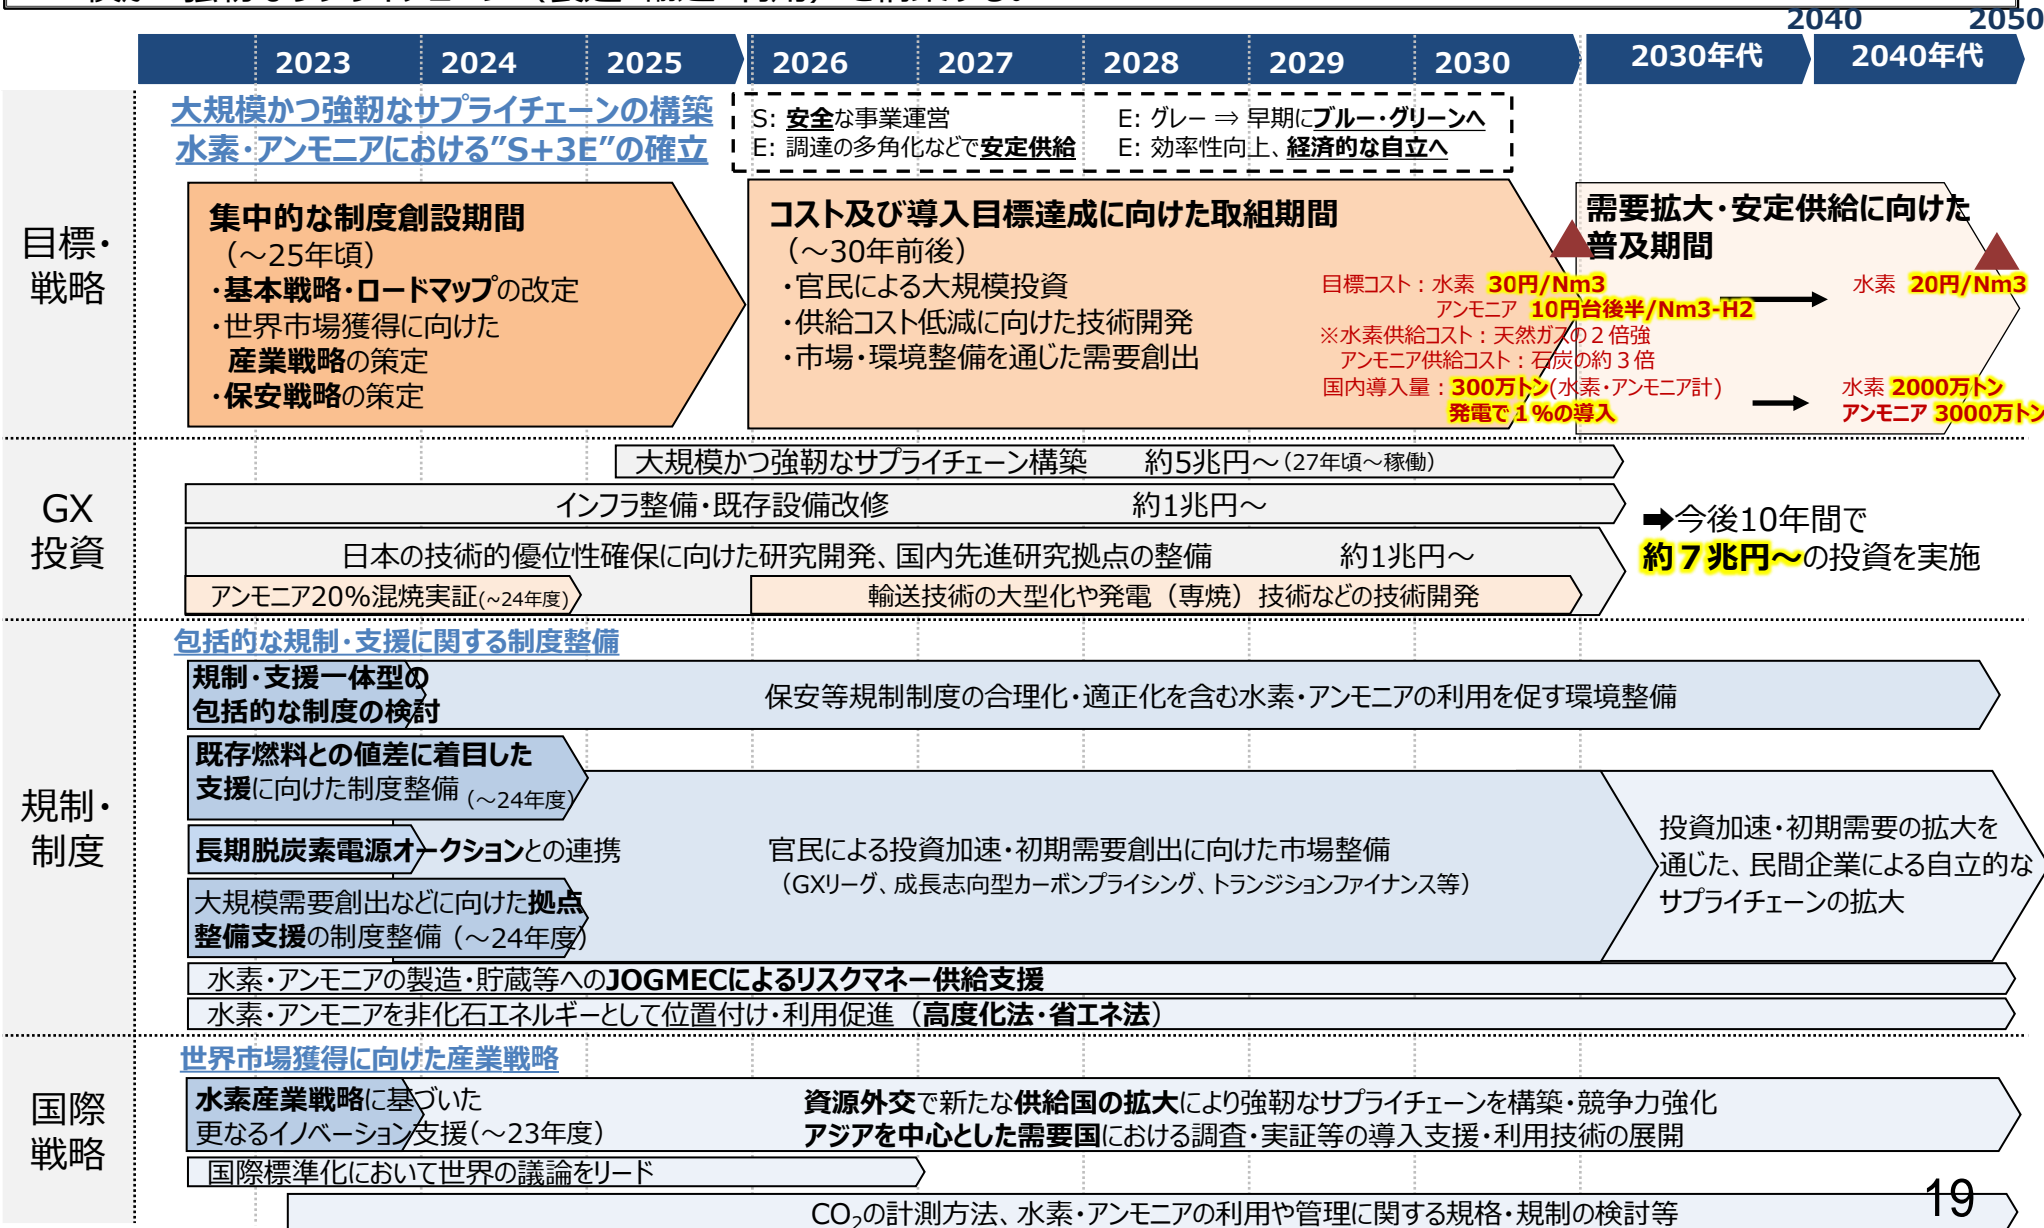 2040 2050
2023 2024 2025 2026 2027 2028 2029 2030 2030年代 2040年代
目標・
戦略
大規模かつ強靭なサプライチェーンの構築
水素・アンモニアにおける”S+3E”の確立
S: 安全な事業運営
E: 調達の多角化などで安定供給
E: グレー ⇒ 早期にブルー・グリーンへ
E: 効率性向上、経済的な自立へ
集中的な制度創設期間
（～25年頃）
・基本戦略・ロードマップの改定
・世界市場獲得に向けた
産業戦略の策定
・保安戦略の策定
コスト及び導入目標達成に向けた取組期間
（～30年前後）
・官民による大規模投資
・供給コスト低減に向けた技術開発
・市場・環境整備を通じた需要創出
需要拡大・安定供給に向けた
普及期間
目標コスト：水素 30円/Nm3
アンモニア 10円台後半/Nm3-H2
※水素供給コスト：天然ガスの２倍強
アンモニア供給コスト：石炭の約３倍
国内導入量：300万トン(水素・アンモニア計)
発電で１％の導入
水素 20円/Nm3
水素 2000万トン
アンモニア 3000万トン
GX
投資
大規模かつ強靭なサプライチェーン構築 約5兆円～（27年頃～稼働）
インフラ整備・既存設備改修 約1兆円～
日本の技術的優位性確保に向けた研究開発、国内先進研究拠点の整備 約1兆円～
アンモニア20%混焼実証(~24年度)
輸送技術の大型化や発電（専焼）技術などの技術開発
➡今後10年間で
約７兆円～の投資を実施
規制・
制度
包括的な規制・支援に関する制度整備
規制・支援一体型の
包括的な制度の検討
保安等規制制度の合理化・適正化を含む水素・アンモニアの利用を促す環境整備
既存燃料との値差に着目した
支援に向けた制度整備（～24年度）
長期脱炭素電源オークションとの連携
大規模需要創出などに向けた拠点
整備支援の制度整備（～24年度）
官民による投資加速・初期需要創出に向けた市場整備
（GXリーグ、成長志向型カーボンプライシング、トランジションファイナンス等）
投資加速・初期需要の拡大を
通じた、民間企業による自立的な
サプライチェーンの拡大
水素・アンモニアの製造・貯蔵等へのJOGMECによるリスクマネー供給支援
水素・アンモニアを非化石エネルギーとして位置付け・利用促進（高度化法・省エネ法）
国際
戦略
世界市場獲得に向けた産業戦略
水素産業戦略に基づいた
更なるイノベーション支援（～23年度）
資源外交で新たな供給国の拡大により強靭なサプライチェーンを構築・競争力強化
アジアを中心とした需要国における調査・実証等の導入支援・利用技術の展開
国際標準化において世界の議論をリード
CO2の計測方法、水素・アンモニアの利用や管理に関する規格・規制の検討等
19